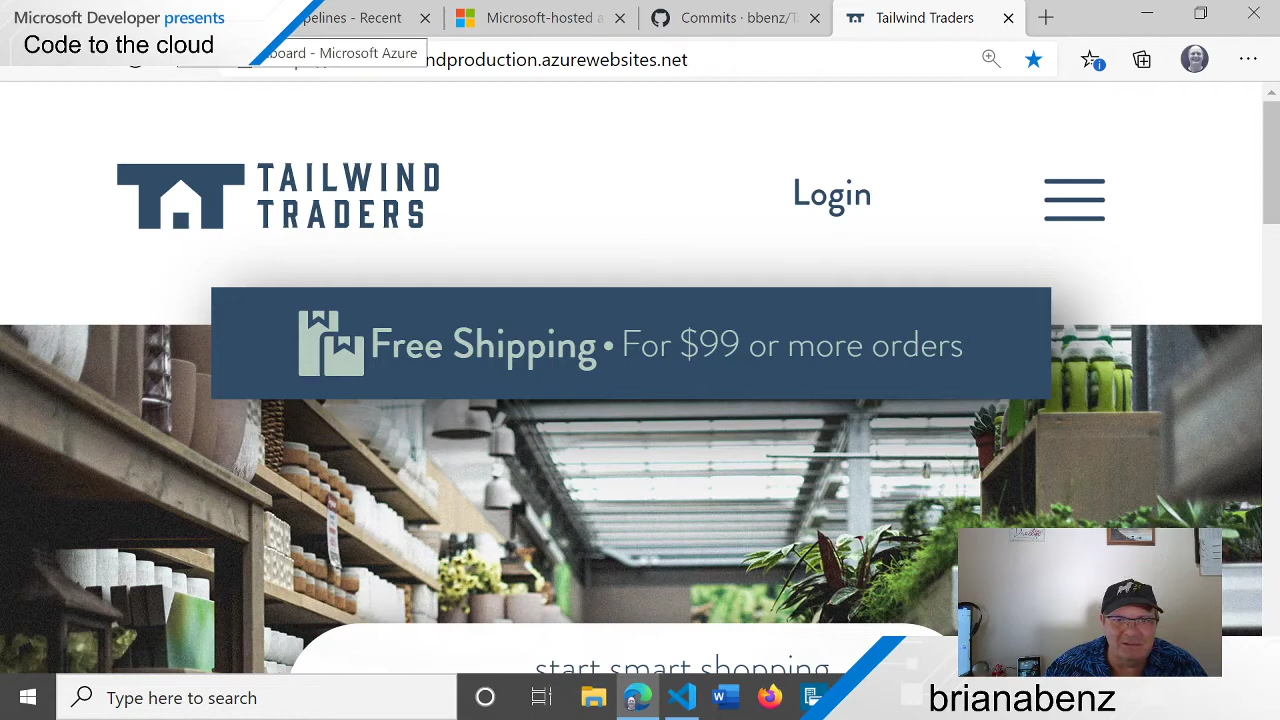 Microsoft Developer presents
Code to the cloud
pelines - Recent
Microsoft-hosted a
Commits · bbenz/T
Tailwind Traders
board - Microsoft Azure
ndproduction.azurewebsites.net
TAILWIND
TRADERS
Login
Free Shipping • For $99 or more orders
start smart shopping
Type here to search
brianabenz